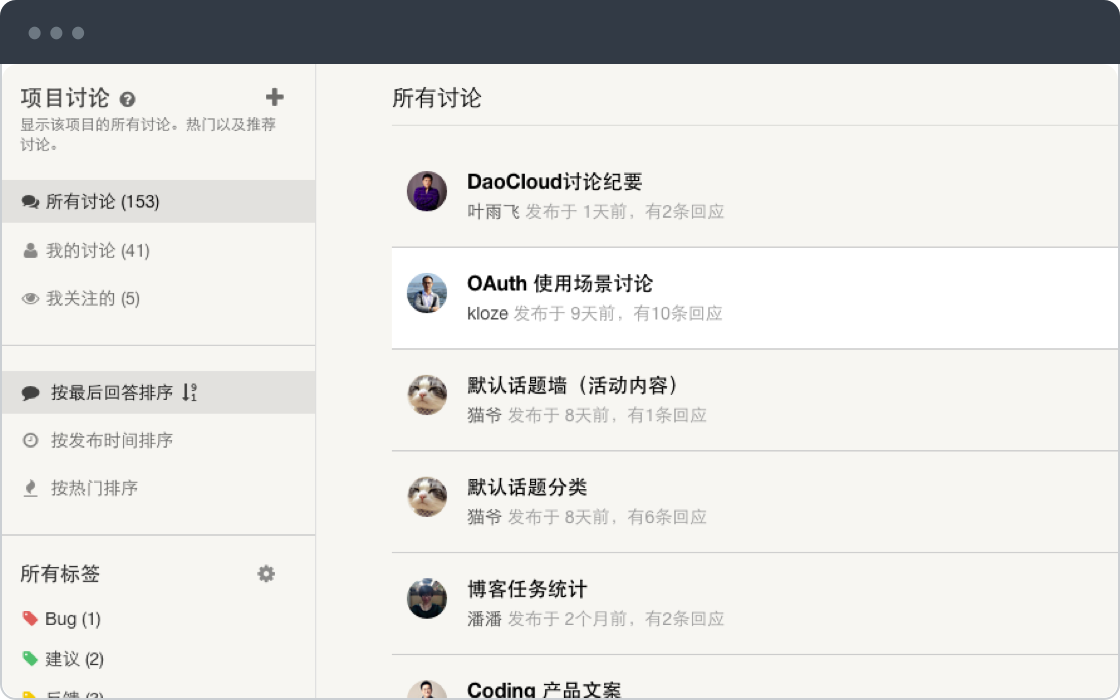 项目讨论
显示该项目的所有讨论。热门以及推荐
讨论。
所有讨论 (153)
我的讨论 (41)
我关注的 (5)
按最后回答排序
按发布时间排序
按热门排序
所有标签
Bug (1)
建议 (2)
反馈 (3)
所有讨论
DaoCloud讨论纪要
叶雨飞 发布于 1天前，有2条回应
OAuth 使用场景讨论
kloze 发布于 9天前，有10条回应
默认话题墙（活动内容）
猫爷 发布于 8天前，有1条回应
默认话题分类
猫爷 发布于 8天前，有6条回应
博客任务统计
潘潘 发布于 2个月前，有2条回应
Coding 产品文案